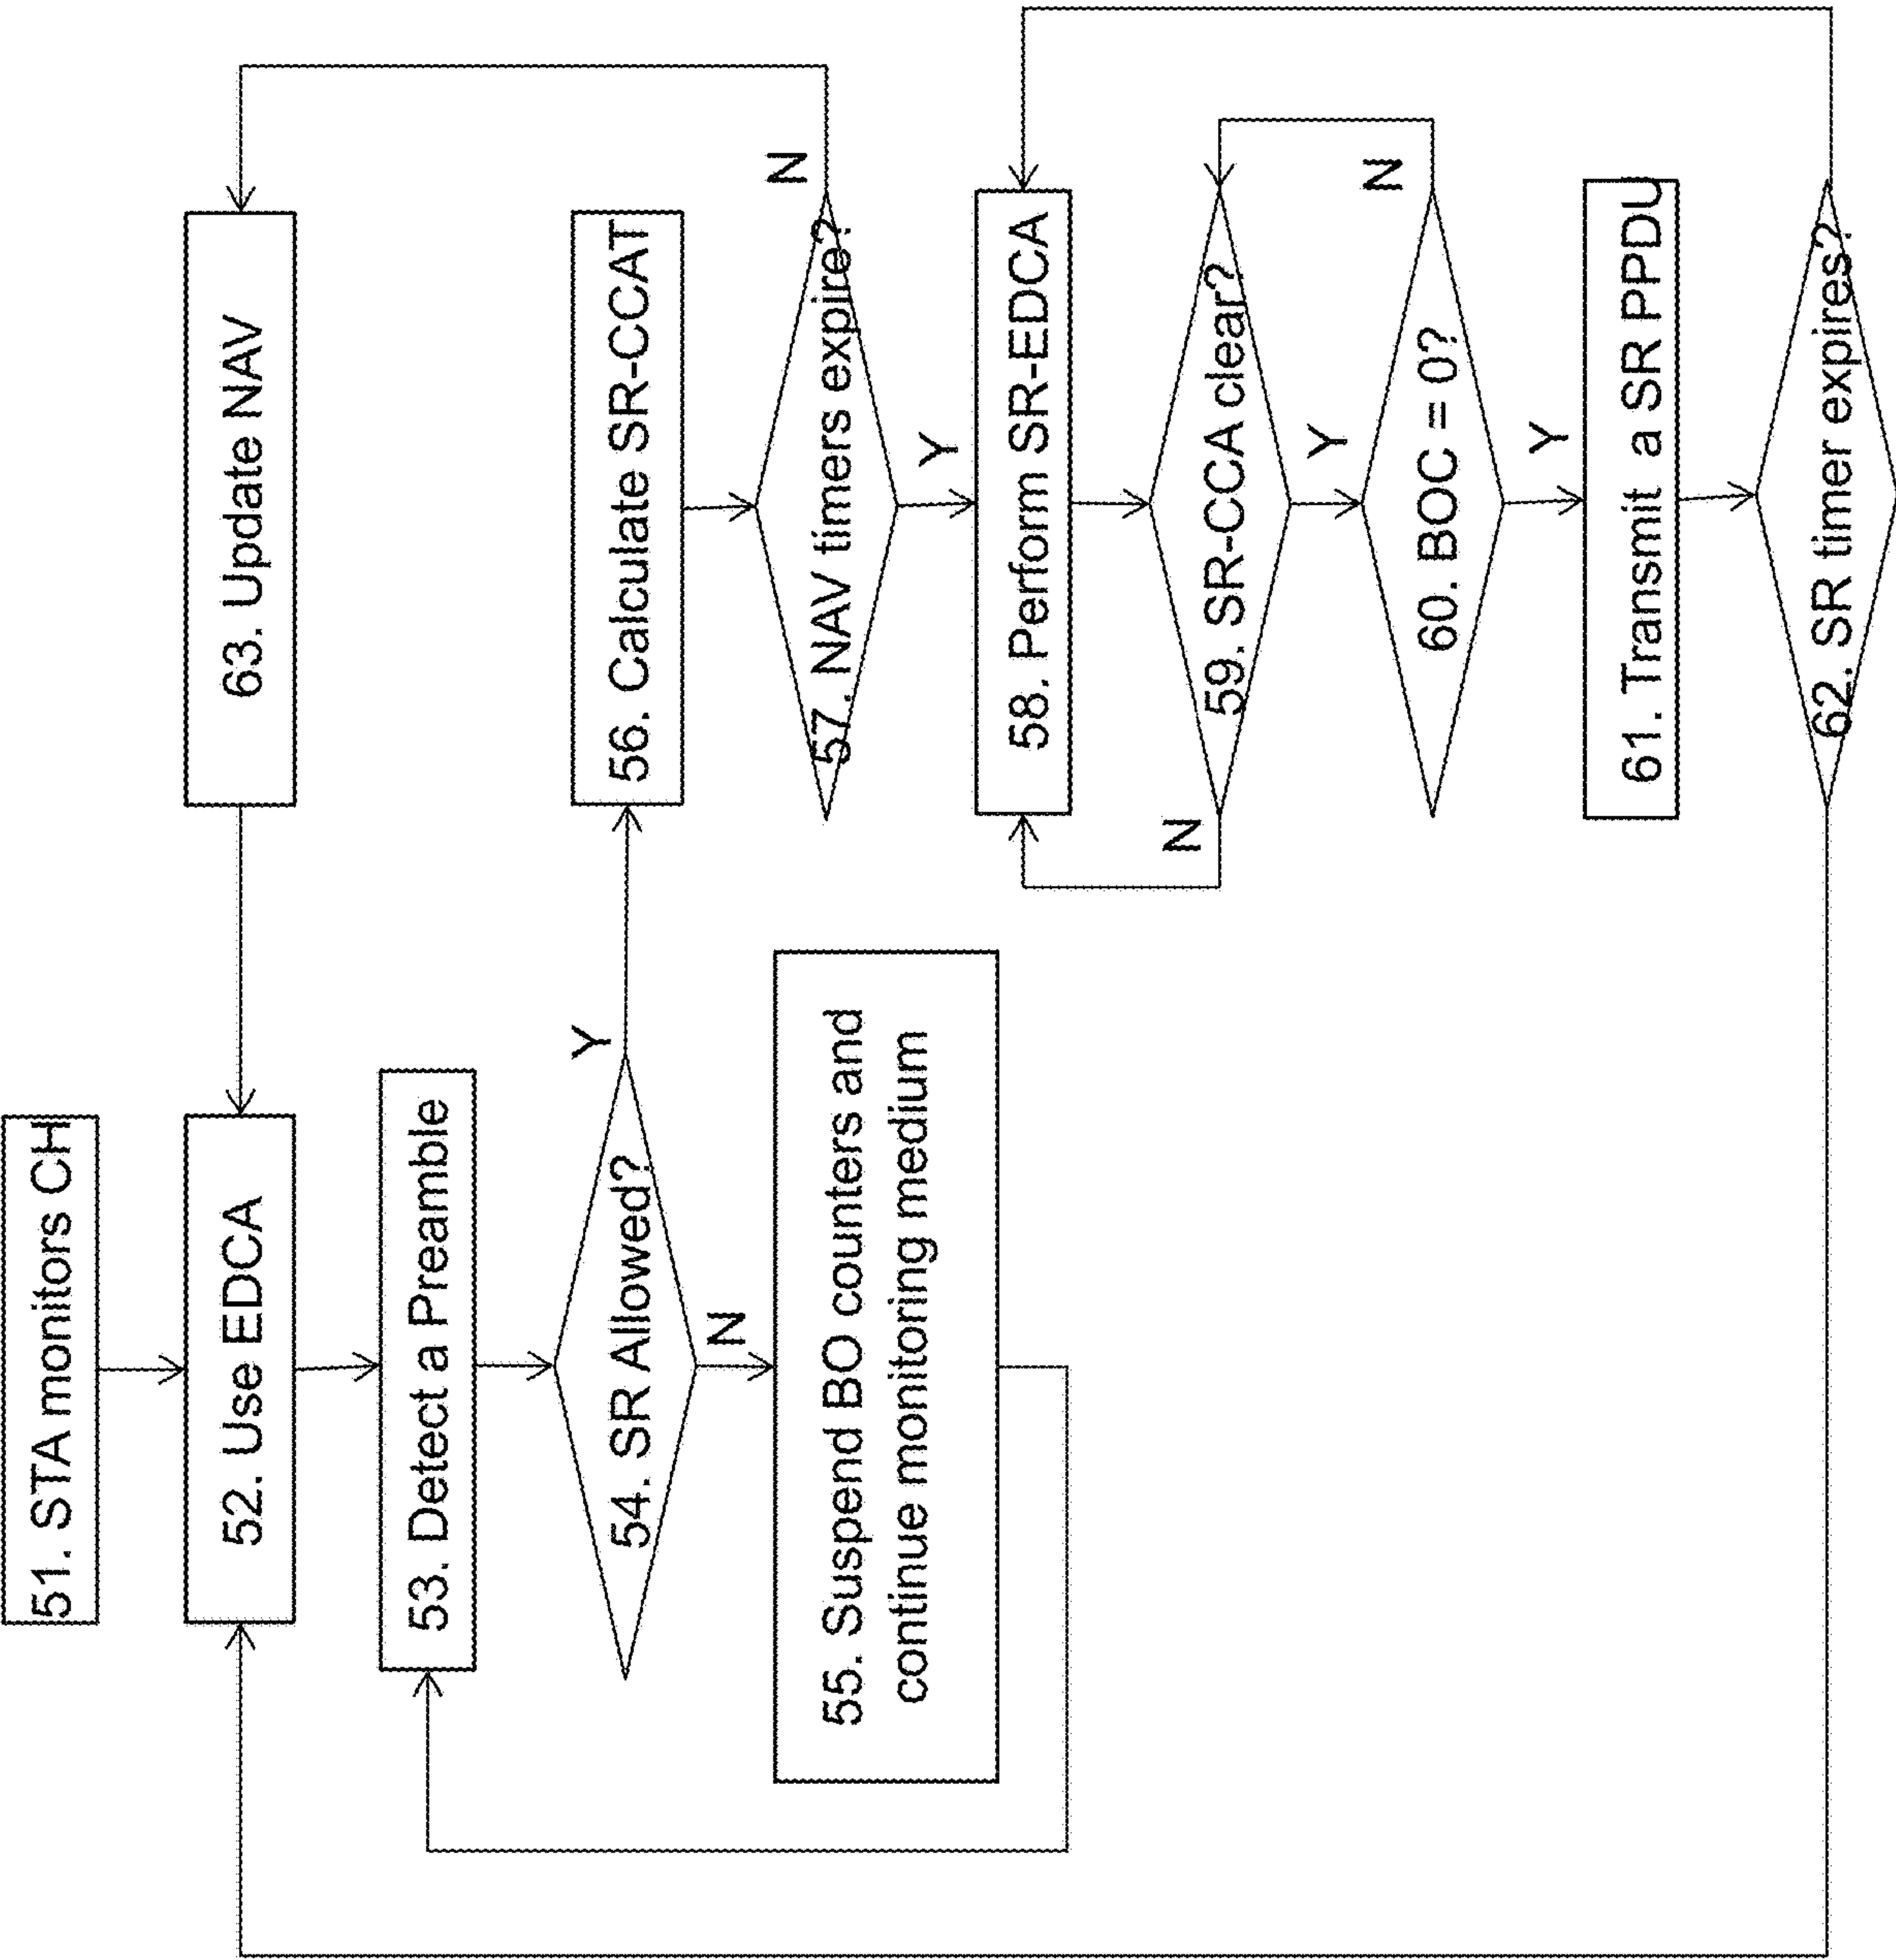 51. STA monitors CH
52. Use EDCA
53. Detect a Preamble
54. SR Allowed?
Y
N
55. Suspend BO counters and
continue monitoring medium
63. Update NAV
56. Calculate SR-CCAT
57. NAV timers expire?
N
Y
58. Perform SR-EDCA
59. SR-CCA clear?
N
Y
60. BOC = 0?
N
Y
61. Transmit a SR PPDU
62. SR timer expires?